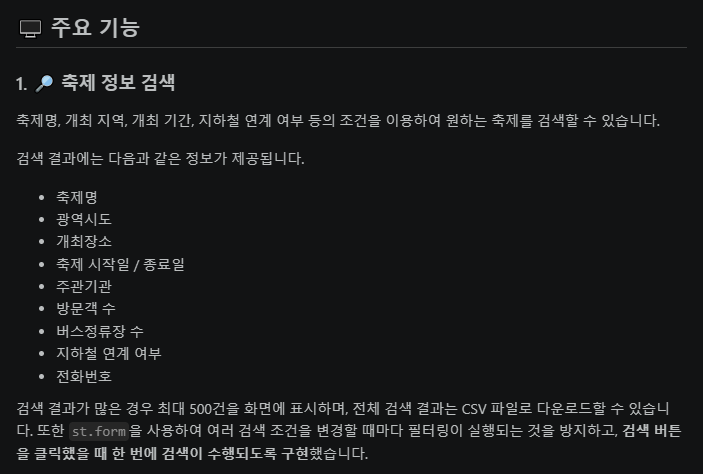 🖥️ 주요 기능
1. 🔎 축제 정보 검색
축제명, 개최 지역, 개최 기간, 지하철 연계 여부 등의 조건을 이용하여 원하는 축제를 검색할 수 있습니다.
검색 결과에는 다음과 같은 정보가 제공됩니다.
• 축제명
• 광역시도
• 개최장소
• 축제 시작일 / 종료일
• 주관기관
• 방문객 수
• 버스정류장 수
• 지하철 연계 여부
• 전화번호
검색 결과가 많은 경우 최대 500건을 화면에 표시하며, 전체 검색 결과는 CSV 파일로 다운로드할 수 있습니
다. 또한 st.form을 사용하여 여러 검색 조건을 변경할 때마다 필터링이 실행되는 것을 방지하고, 검색 버튼
을 클릭했을 때 한 번에 검색이 수행되도록 구현했습니다.